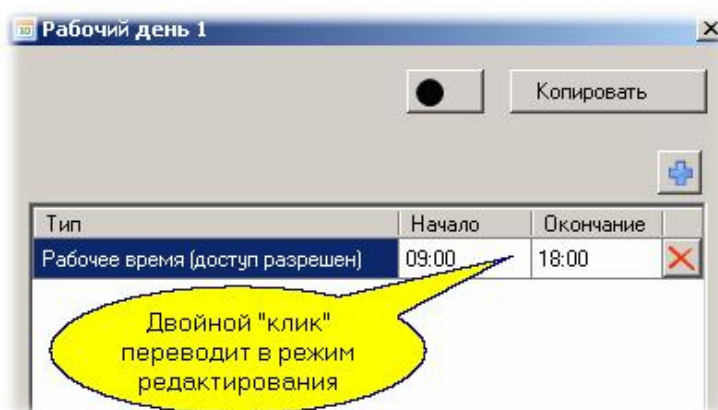 Рабочий день 1
Копировать
Тип Начало Окончание
Рабочее время (доступ разрешен) 09:00 18:00
Двойной "клик"
переводит в режим
редактирования